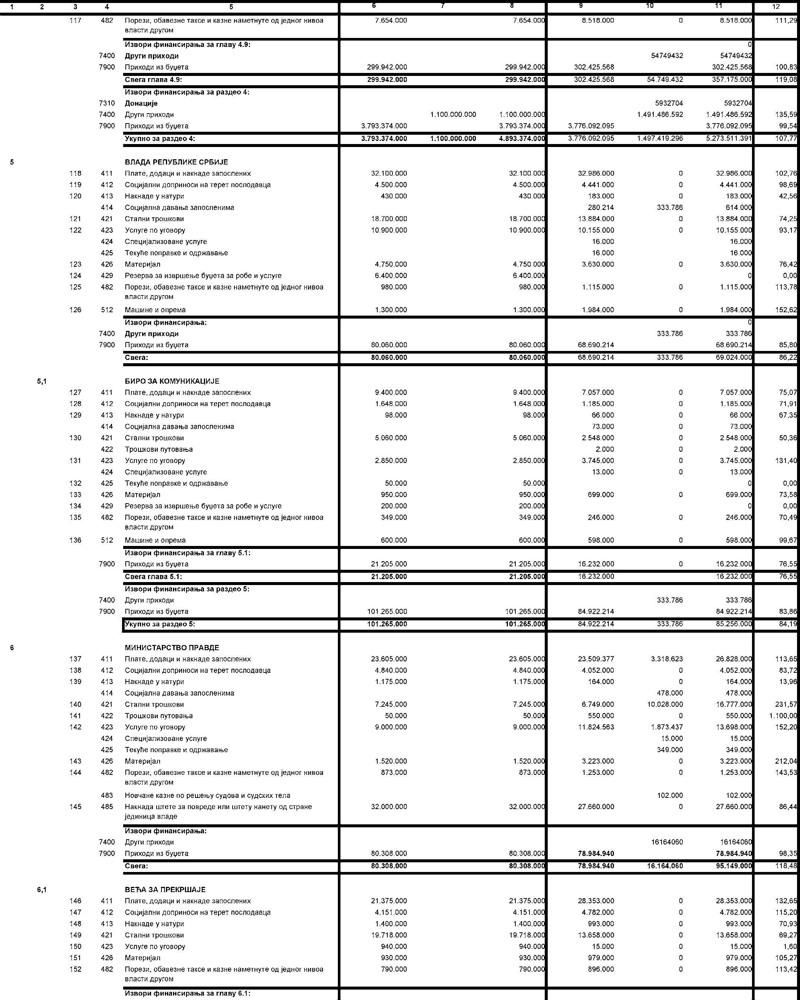 1 2 3 4 5 6 7 8 9 10 11 12
117 482 Порези, обавезне таксе и казне наметнуте од једног нивоа 7.654.000 7.654.000 8.518.000 0 8.518.000 111,29
власти другом
Извори финансирања за главу 4.9: 0
7400 Други приходи 54749432 54749432
7900 Приходи из буџета 299.942.000 299.942.000 302.425.568 302.425.568 100,83
Свега глава 4.9: 299.942.000 299.942.000 302.425.568 54.749.432 357.175.000 119,08
Извори финансирања за раздео 4:
7310 Донације 5932704 5932704
7400 Други приходи 1.100.000.000 1.100.000.000 1.491.486.592 1.491.486.592 135,59
7900 Приходи из буџета 3.793.374.000 3.793.374.000 3.776.092.095 3.776.092.095 99,54
Укупно за раздео 4: 3.793.374.000 1.100.000.000 4.893.374.000 3.776.092.095 1.497.419.296 5.273.511.391 107,77
5 ВЛАДА РЕПУБЛИКЕ СРБИЈЕ
118 411 Плате, додаци и накнаде запослених 32.100.000 32.100.000 32.986.000 0 32.986.000 102,76
119 412 Социјални доприноси на терет послодавца 4.500.000 4.500.000 4.441.000 0 4.441.000 98,69
120 413 Накнаде у натури 430.000 430.000 183.000 0 183.000 42,56
414 Социјална давања запосленима 280.214 333.786 614.000
121 421 Стални трошкови 18.700.000 18.700.000 13.884.000 0 13.884.000 74,25
122 423 Услуге по уговору 10.900.000 10.900.000 10.155.000 0 10.155.000 93,17
424 Специјализоване услуге 16.000 16.000
425 Текуће поправке и одржавање 16.000 16.000
123 426 Материјал 4.750.000 4.750.000 3.630.000 0 3.630.000 76,42
124 429 Резерва за извршење буџета за робе и услуге 6.400.000 6.400.000 0 0,00
125 482 Порези, обавезне таксе и казне наметнуте од једног нивоа 980.000 980.000 1.115.000 0 1.115.000 113,78
власти другом
126 512 Машине и опрема 1.300.000 1.300.000 1.984.000 0 1.984.000 152,62
Извори финансирања: 0
7400 Други приходи 333.786 333.786
7900 Приходи из буџета 80.060.000 80.060.000 68.690.214 68.690.214 85,80
Свега: 80.060.000 80.060.000 68.690.214 333.786 69.024.000 86,22
5,1 БИРО ЗА КОМУНИКАЦИЈЕ
127 411 Плате, додаци и накнаде запослених 9.400.000 9.400.000 7.057.000 0 7.057.000 75,07
128 412 Социјални доприноси на терет послодавца 1.648.000 1.648.000 1.185.000 0 1.185.000 71,91
129 413 Накнаде у натури 98.000 98.000 66.000 0 66.000 67,35
414 Социјална давања запосленима 73.000 0 73.000
130 421 Стални трошкови 5.060.000 5.060.000 2.548.000 0 2.548.000 50,36
422 Трошкови путовања 2.000 0 2.000
131 423 Услуге по уговору 2.850.000 2.850.000 3.745.000 0 3.745.000 131,40
424 Специјализоване услуге 13.000 0 13.000
132 425 Текуће поправке и одржавање 50.000 50.000 0 0,00
133 426 Материјал 950.000 950.000 699.000 0 699.000 73,58
134 429 Резерва за извршење буџета за робе и услуге 200.000 200.000 0 0,00
135 482 Порези, обавезне таксе и казне наметнуте од једног нивоа 349.000 349.000 246.000 0 246.000 70,49
власти другом
136 512 Машине и опрема 600.000 600.000 598.000 0 598.000 99,67
Извори финансирања за главу 5.1:
7900 Приходи из буџета 21.205.000 21.205.000 16.232.000 0 16.232.000 76,55
Свега глава 5.1: 21.205.000 21.205.000 16.232.000 16.232.000 76,55
Извори финансирања за раздео 5:
7400 Други приходи 333.786 333.786
7900 Приходи из буџета 101.265.000 101.265.000 84.922.214 84.922.214 83,86
Укупно за раздео 5: 101.265.000 101.265.000 84.922.214 333.786 85.256.000 84,19
6 МИНИСТАРСТВО ПРАВДЕ
137 411 Плате, додаци и накнаде запослених 23.605.000 23.605.000 23.509.377 3.318.623 26.828.000 113,65
138 412 Социјални доприноси на терет послодавца 4.840.000 4.840.000 4.052.000 0 4.052.000 83,72
139 413 Накнаде у натури 1.175.000 1.175.000 164.000 0 164.000 13,96
414 Социјална давања запосленима 478.000 478.000
140 421 Стални трошкови 7.245.000 7.245.000 6.749.000 10.028.000 16.777.000 231,57
141 422 Трошкови путовања 50.000 50.000 550.000 0 550.000 1.100,00
142 423 Услуге по уговору 9.000.000 9.000.000 11.824.563 1.873.437 13.698.000 152,20
424 Специјализоване услуге 15.000 15.000
425 Текуће поправке и одржавање 349.000 349.000
143 426 Материјал 1.520.000 1.520.000 3.223.000 0 3.223.000 212,04
144 482 Порези, обавезне таксе и казне наметнуте од једног нивоа 873.000 873.000 1.253.000 0 1.253.000 143,53
власти другом
483 Новчане казне по решењу судова и судских тела 102.000 102.000
145 485 Накнада штете за повреде или штету нанету од стране 32.000.000 32.000.000 27.660.000 0 27.660.000 86,44
јединица владе
Извори финансирања:
7400 Други приходи 16164060 16164060
7900 Приходи из буџета 80.308.000 80.308.000 78.984.940 78.984.940 98,35
Свега: 80.308.000 80.308.000 78.984.940 16.164.060 95.149.000 118,48
6,1 ВЕЋА ЗА ПРЕКРШАЈЕ
146 411 Плате, додаци и накнаде запослених 21.375.000 21.375.000 28.353.000 0 28.353.000 132,65
147 412 Социјални доприноси на терет послодавца 4.151.000 4.151.000 4.782.000 0 4.782.000 115,20
148 413 Накнаде у натури 1.400.000 1.400.000 993.000 0 993.000 70,93
149 421 Стални трошкови 19.718.000 19.718.000 13.658.000 0 13.658.000 69,27
150 423 Услуге по уговору 940.000 940.000 15.000 0 15.000 1,60
151 426 Материјал 930.000 930.000 979.000 0 979.000 105,27
152 482 Порези, обавезне таксе и казне наметнуте од једног нивоа 790.000 790.000 896.000 0 896.000 113,42
власти другом
Извори финансирања за главу 6.1: